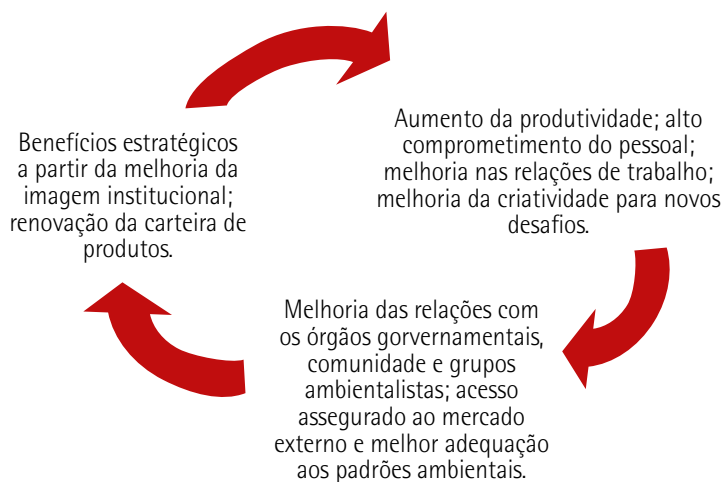 Benefícios estratégicos
a partir da melhoria da
imagem institucional;
renovação da carteira de
produtos.
Aumento da produtividade; alto
comprometimento do pessoal;
melhoria nas relações de trabalho;
melhoria da criatividade para novos
desafios.
Melhoria das relações com
os órgãos gorvernamentais,
comunidade e grupos
ambientalistas; acesso
assegurado ao mercado
externo e melhor adequação
aos padrões ambientais.